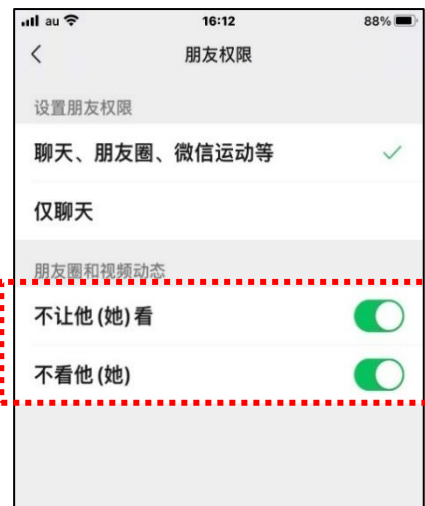 au 16:12 88%
朋友权限
设置朋友权限
聊天、朋友圈、微信运动等
仅聊天
朋友圈和视频动态
不让他(她)看
不看他(她)